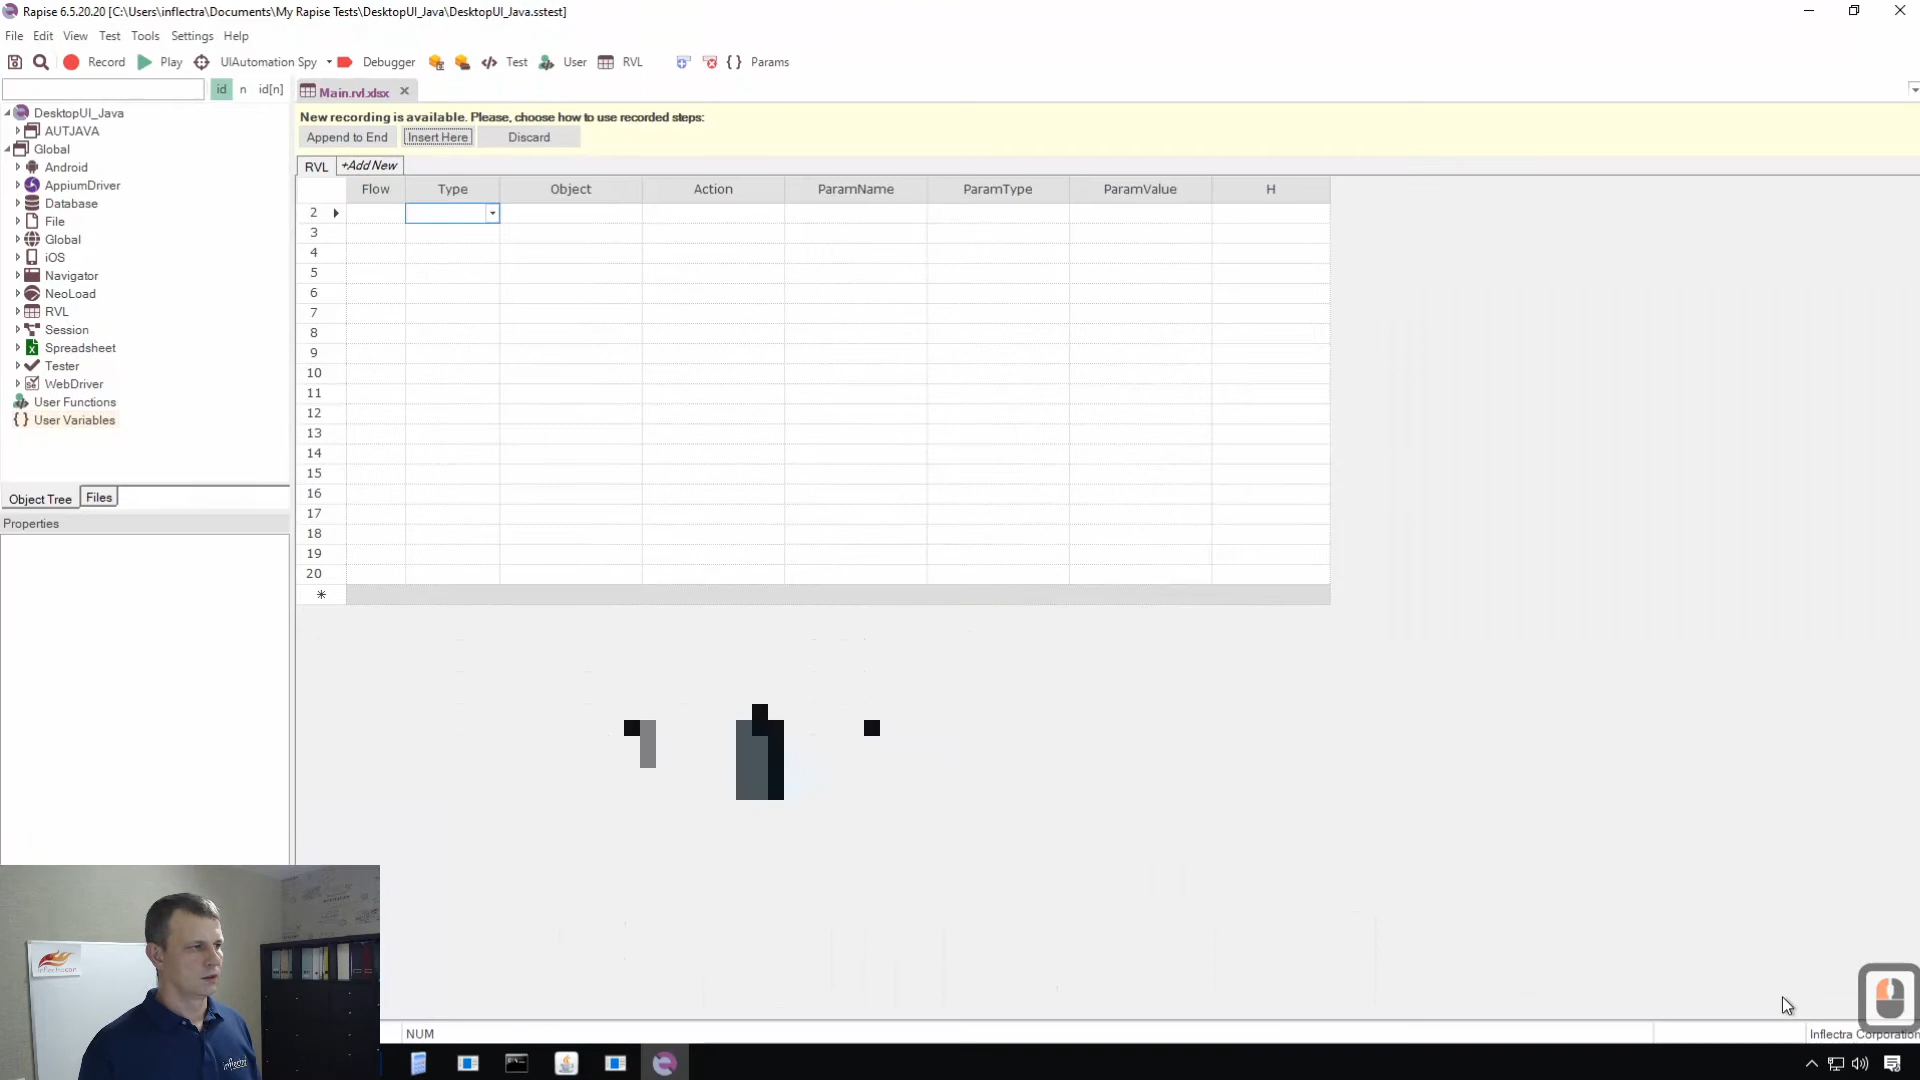 Rapise 6.5.20.20 [C:\Users\inflectra\Documents\My Rapise Tests\DesktopUI_Java\DesktopUI_Java.sstest]
File Edit View Test Tools Settings Help
Record Play UIAutomation Spy Debugger Test User RVL Params
id n id[n]
Main.rvl.xlsx
New recording is available. Please, choose how to use recorded steps:
Append to End Insert Here Discard
RVL +Add New
Flow Type Object Action ParamName ParamType ParamValue H
2
3
4
5
6
7
8
9
10
11
12
13
14
15
16
17
18
19
20
*
DesktopUI_Java
AUTJAVA
Global
Android
AppiumDriver
Database
File
Global
iOS
Navigator
NeoLoad
RVL
Session
Spreadsheet
Tester
WebDriver
User Functions
User Variables
Object Tree Files
Properties
inflectracon
inflectra
NUM
Inflectra Corporation